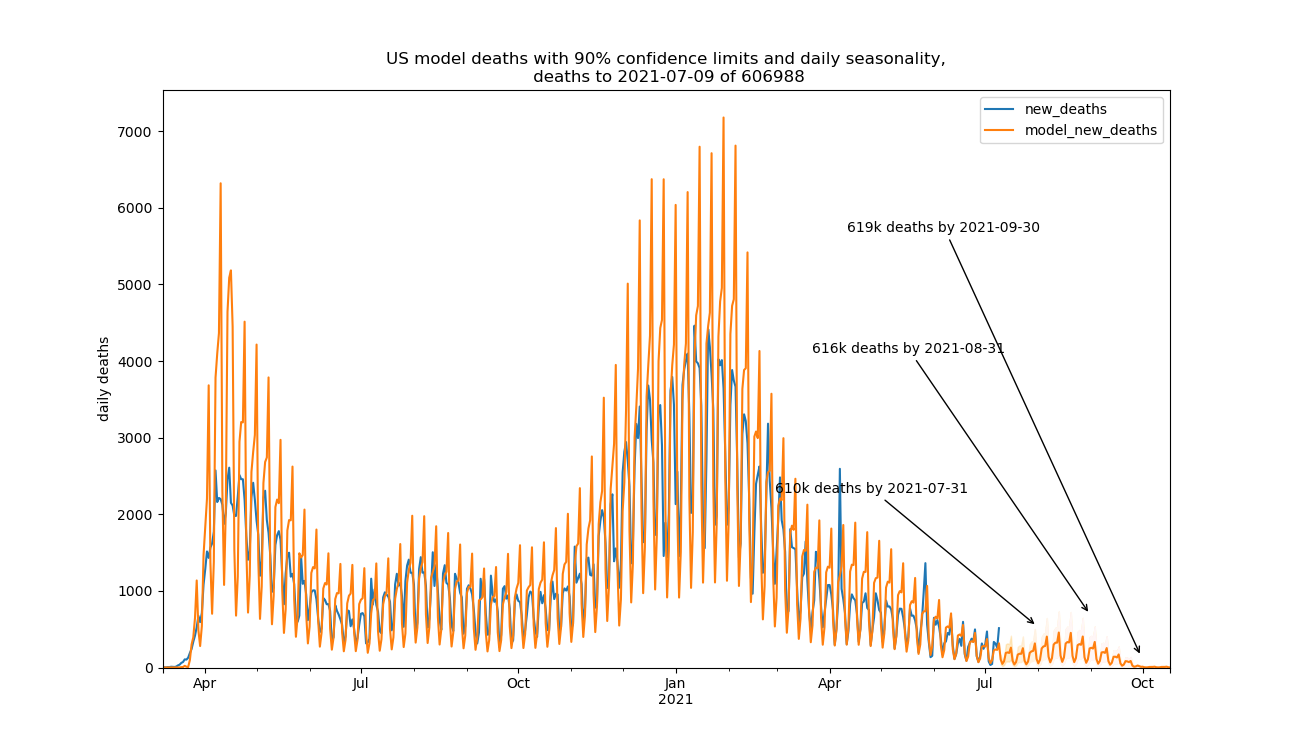 US model deaths with 90% confidence limits and daily seasonality,
deaths to 2021-07-09 of 606988
new_deaths
model_new_deaths
7000
6000
5000
4000
3000
2000
1000
0
daily deaths
619k deaths by 2021-09-30
616k deaths by 2021-08-31
610k deaths by 2021-07-31
Apr Jul Oct Jan Apr Jul Oct
2021